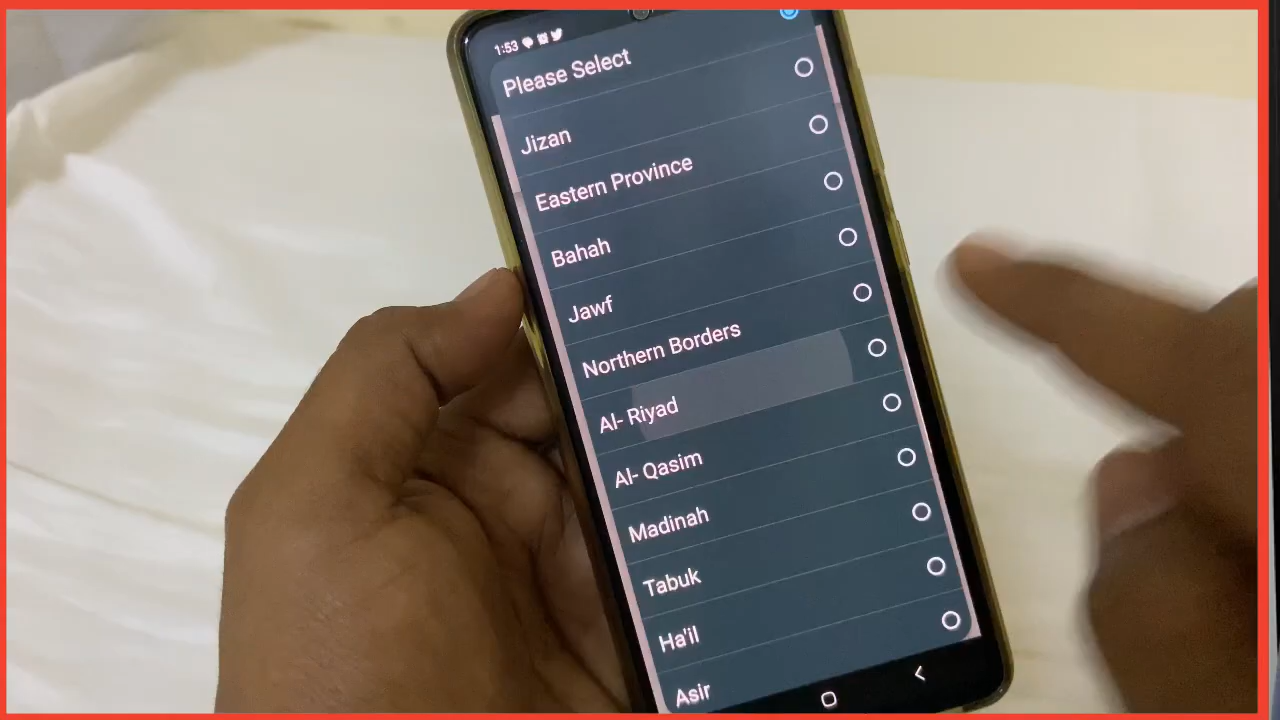 1:53
Please Select
Jizan
Eastern Province
Bahah
Jawf
Northern Borders
Al- Riyad
Al- Qasim
Madinah
Tabuk
Ha'il
Asir